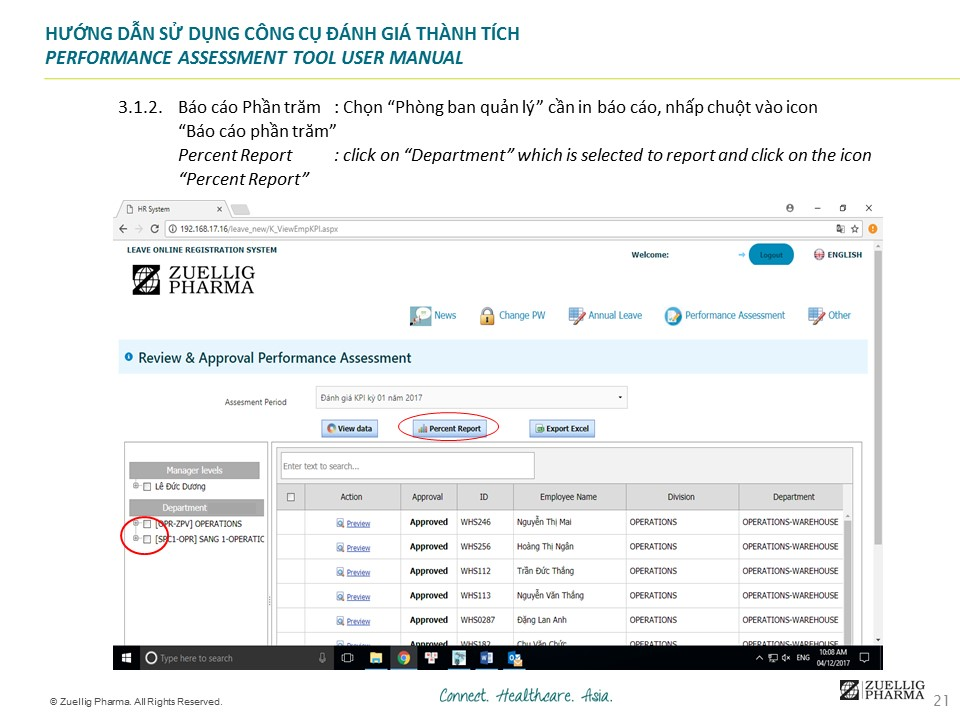 HƯỚNG DẪN SỬ DỤNG CÔNG CỤ ĐÁNH GIÁ THÀNH TÍCH
PERFORMANCE ASSESSMENT TOOL USER MANUAL
3.1.2. Báo cáo Phần trăm : Chọn “Phòng ban quản lý” cần in báo cáo, nhấp chuột vào icon
“Báo cáo phần trăm”
Percent Report : click on “Department” which is selected to report and click on the icon
“Percent Report”
HR System
192.168.17.16/leave_new/K_ViewEmpKPI.aspx
LEAVE ONLINE REGISTRATION SYSTEM
Welcome:
Logout
ENGLISH
ZUELLIG
PHARMA
News Change PW Annual Leave Performance Assessment Other
Review & Approval Performance Assessment
Assesment Period Đánh giá KPI kỳ 01 năm 2017
View data Percent Report Export Excel
Manager levels
Lê Đức Dương
Department
[OPR-ZPV] OPERATIONS
[SPC1-OPR] SANG 1-OPERATIO
Enter text to search...
Action Approval ID Employee Name Division Department
Preview Approved WHS246 Nguyễn Thị Mai OPERATIONS OPERATIONS-WAREHOUSE
Preview Approved WHS256 Hoàng Thị Ngân OPERATIONS OPERATIONS-WAREHOUSE
Preview Approved WHS112 Trần Đức Thắng OPERATIONS OPERATIONS-WAREHOUSE
Preview Approved WHS113 Nguyễn Văn Thắng OPERATIONS OPERATIONS-WAREHOUSE
Preview Approved WHS0287 Đặng Lan Anh OPERATIONS OPERATIONS-WAREHOUSE
Preview Approved WHS182 Chu Văn Chức OPERATIONS OPERATIONS-WAREHOUSE
Type here to search
ENG
10:08 AM
04/12/2017
© Zuellig Pharma. All Rights Reserved.
Connect. Healthcare. Asia.
ZUELLIG
PHARMA
21